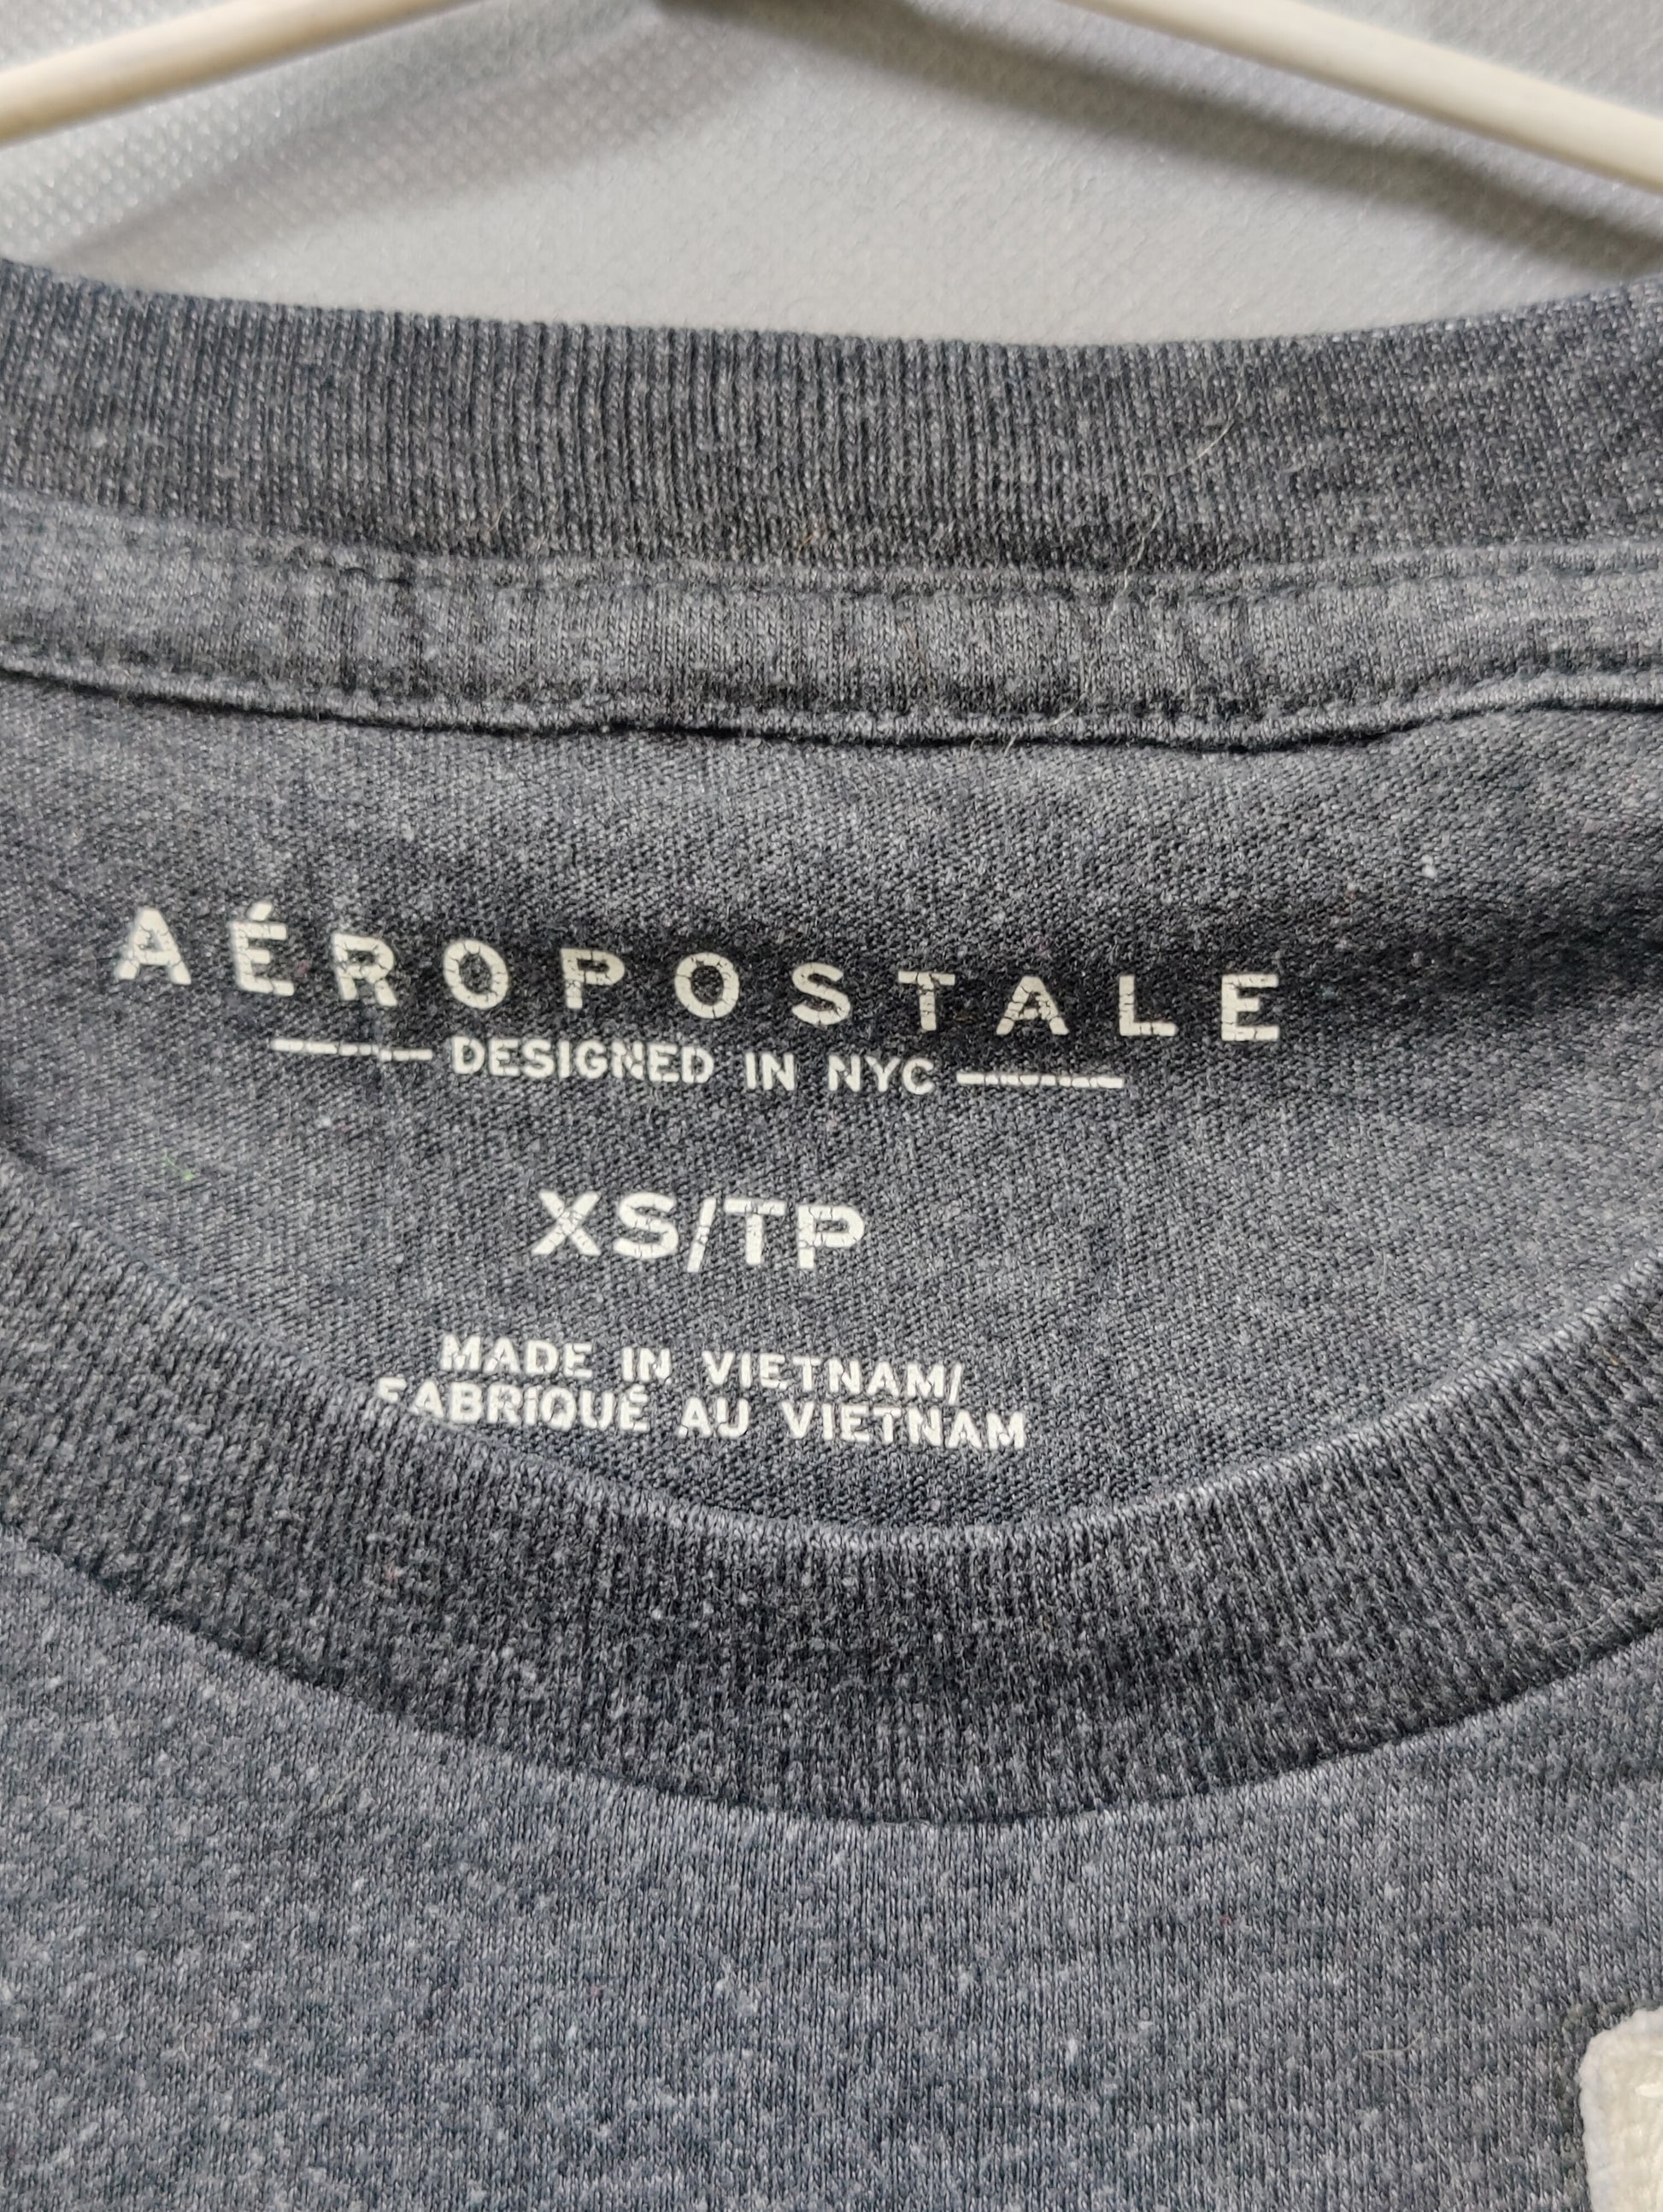 AÉROPOSTALE
DESIGNED IN NYC
XS/TP
MADE IN VIETNAM/
FABRIQUÉ AU VIETNAM